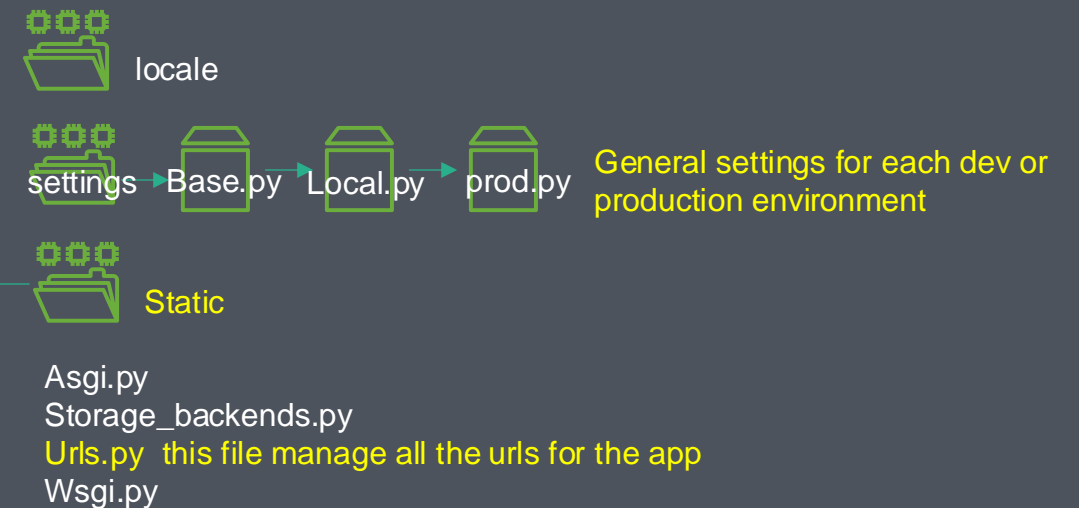 locale
settings Base.py Local.py prod.py General settings for each dev or
production environment
Static
Asgi.py
Storage_backends.py
Urls.py this file manage all the urls for the app
Wsgi.py